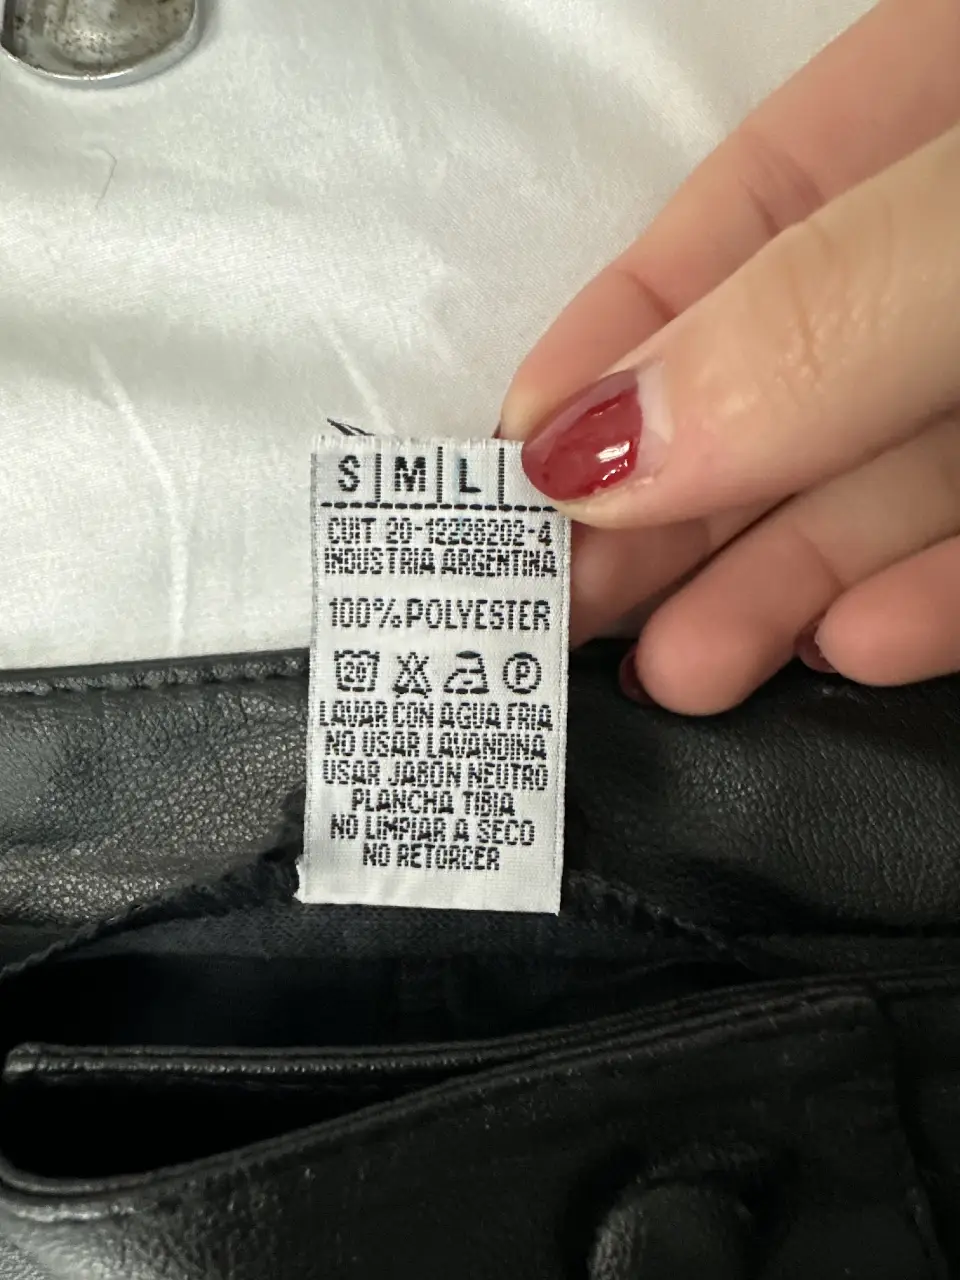 S | M | L |
CUIT 20-12228202-4
INDUSTRIA ARGENTINA
100% POLYESTER
20 P
LAVAR CON AGUA FRIA
NO USAR LAVANDINA
USAR JABON NEUTRO
PLANCHA TIBIA
NO LIMPIAR A SECO
NO RETORCER